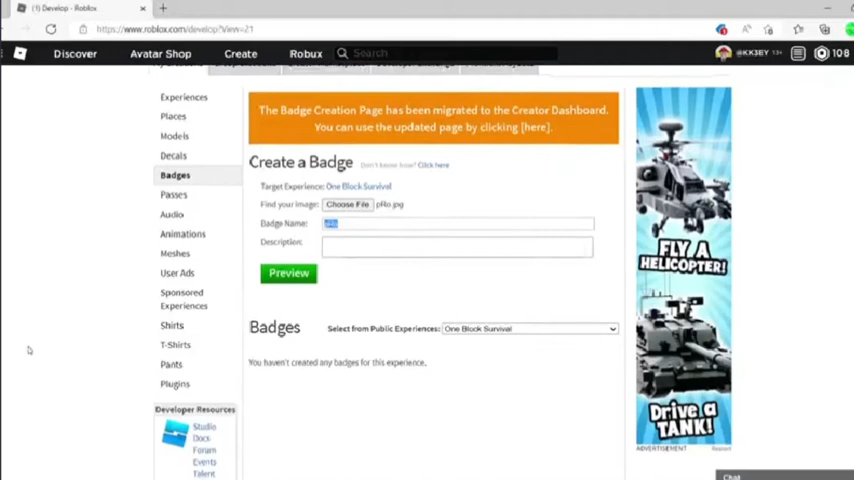 (1) Develop - Roblox
https://www.roblox.com/develop?View=21
Discover
Avatar Shop
Create
Robux
Search
@KK3EY 13+
108
Experiences
Places
Models
Decals
Badges
Passes
Audio
Animations
Meshes
User Ads
Sponsored
Experiences
Shirts
T-Shirts
Pants
Plugins
Developer Resources
Studio
Docs
Forum
Events
Talent
The Badge Creation Page has been migrated to the Creator Dashboard.
You can use the updated page by clicking [here].
Create a Badge
Don't know how? Click here
Target Experience: One Block Survival
Find your image: Choose File pRo.jpg
Badge Name: pRo
Description:
Preview
Badges
Select from Public Experiences: One Block Survival
You haven't created any badges for this experience.
FLY A
HELICOPTER!
Drive a
TANK!
ADVERTISEMENT
Report
Chat